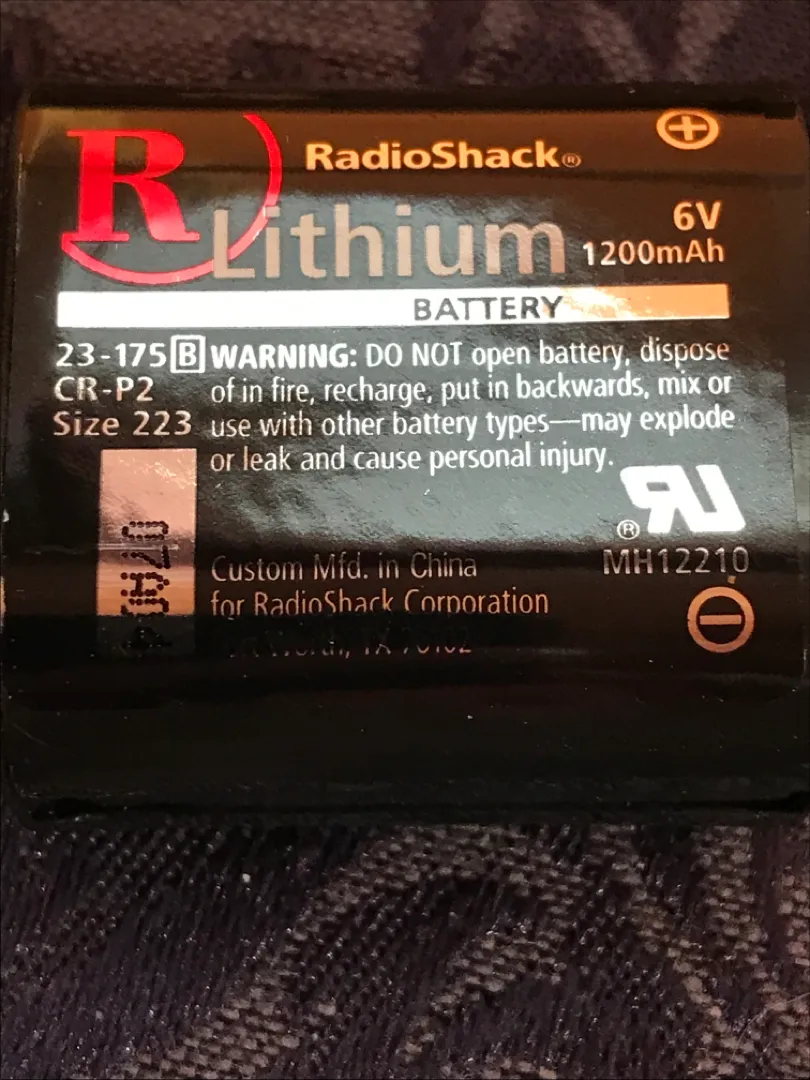 R
RadioShack®
Lithium
6V
1200mAh
BATTERY
23-175 B
CR-P2
Size 223
WARNING: DO NOT open battery, dispose
of in fire, recharge, put in backwards, mix or
use with other battery types—may explode
or leak and cause personal injury.
®
MH12210
Custom Mfd. in China
for RadioShack Corporation
TX 76102